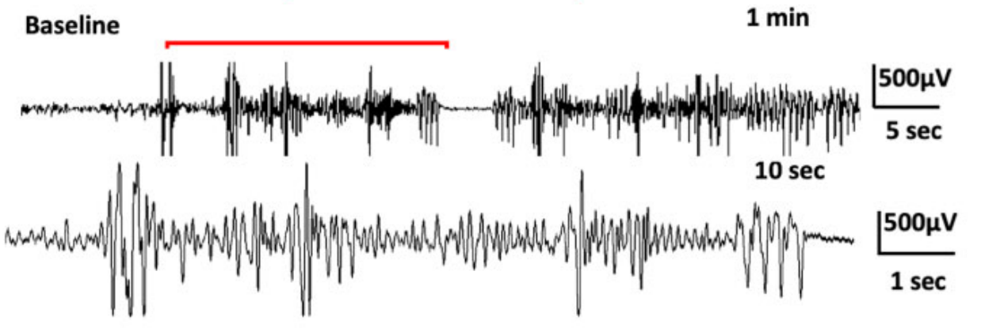 Baseline
1 min
500µV
5 sec
10 sec
500µV
1 sec